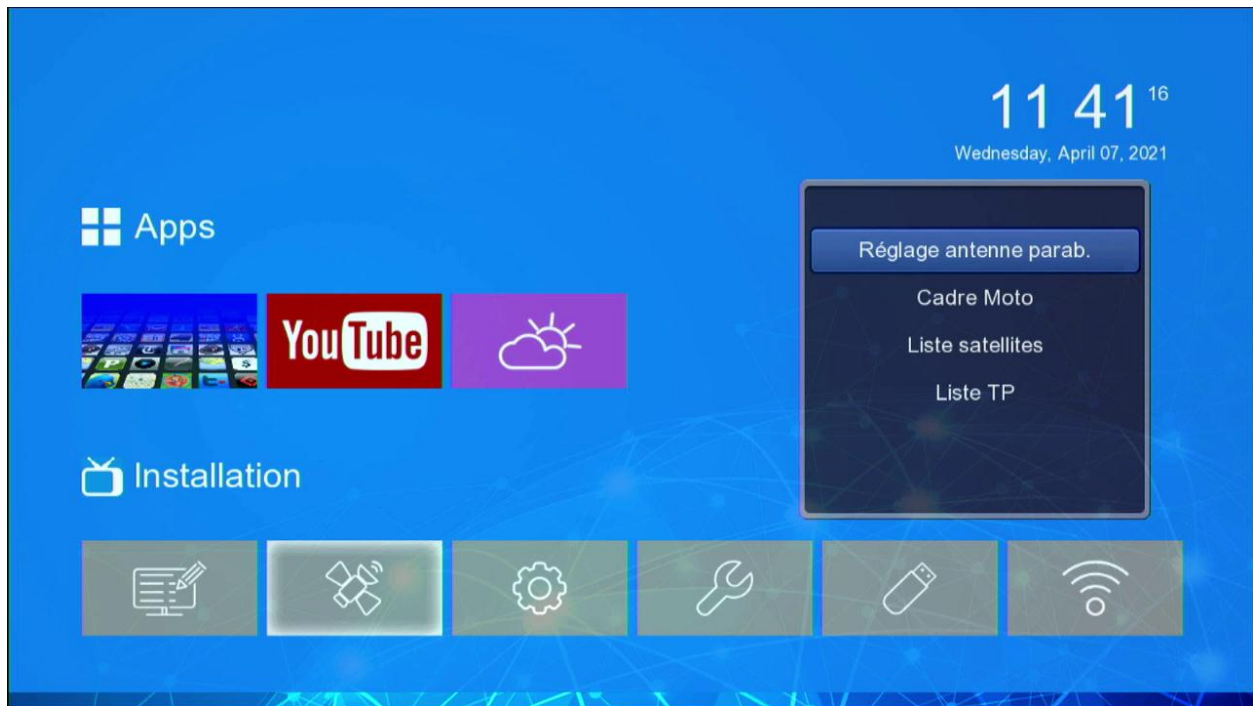 11 41 16
Wednesday, April 07, 2021
Apps
YouTube
Réglage antenne parab.
Cadre Moto
Liste satellites
Liste TP
Installation